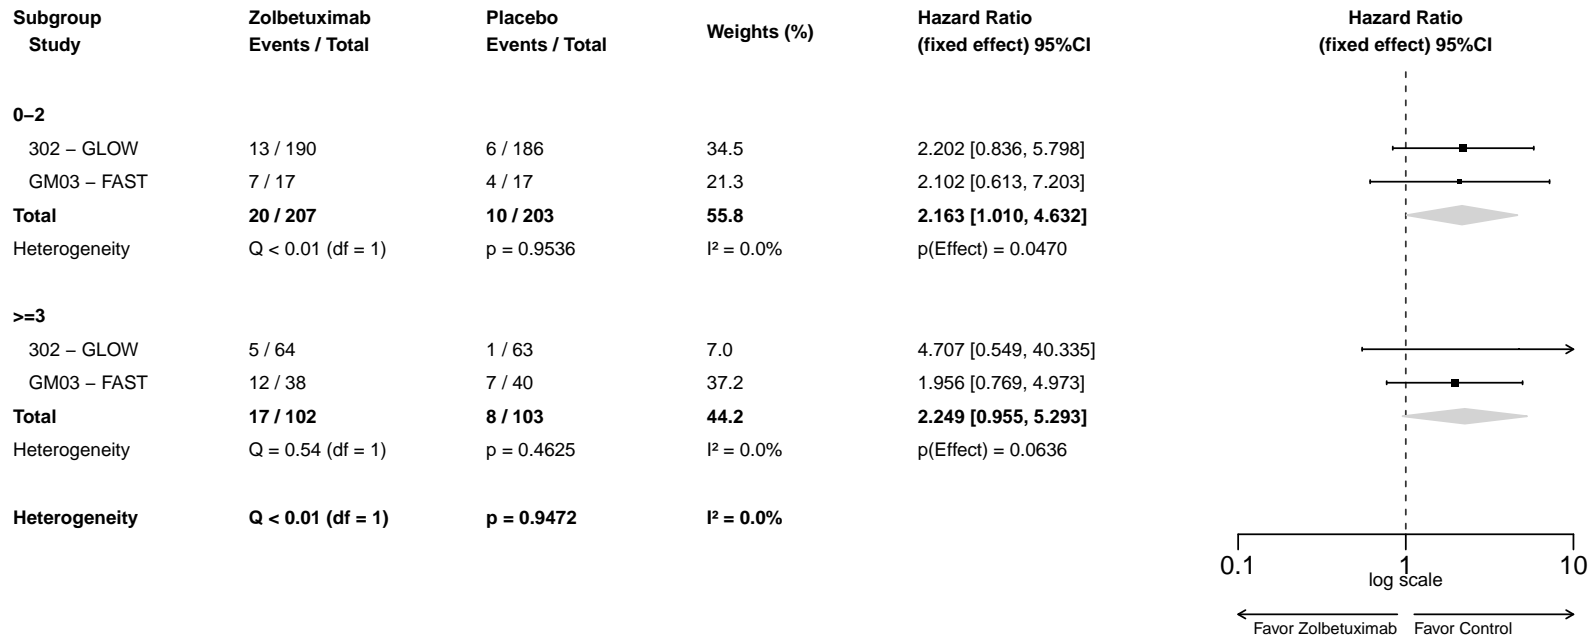 Subgroup Zolbetuximab Placebo Weights (%) Hazard Ratio Hazard Ratio
Study Events / Total Events / Total (fixed effect) 95%CI (fixed effect) 95%CI
0−2
302 − GLOW 13 / 190 6 / 186 34.5 2.202 [0.836, 5.798]
GM03 − FAST 7 / 17 4 / 17 21.3 2.102 [0.613, 7.203]
Total 20 / 207 10 / 203 55.8 2.163 [1.010, 4.632]
Heterogeneity Q < 0.01 (df = 1) p = 0.9536 I² = 0.0% p(Effect) = 0.0470
>=3
302 − GLOW 5 / 64 1 / 63 7.0 4.707 [0.549, 40.335]
GM03 − FAST 12 / 38 7 / 40 37.2 1.956 [0.769, 4.973]
Total 17 / 102 8 / 103 44.2 2.249 [0.955, 5.293]
Heterogeneity Q = 0.54 (df = 1) p = 0.4625 I² = 0.0% p(Effect) = 0.0636
Heterogeneity Q < 0.01 (df = 1) p = 0.9472 I² = 0.0%
0.1 1 10
log scale
Favor Zolbetuximab Favor Control